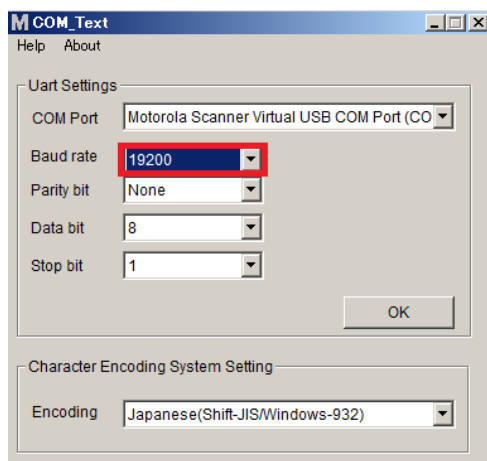 M COM_Text
Help About
Uart Settings
COM Port Motorola Scanner Virtual USB COM Port (CO
Baud rate 19200
Parity bit None
Data bit 8
Stop bit 1
OK
Character Encoding System Setting
Encoding Japanese(Shift-JIS/Windows-932)